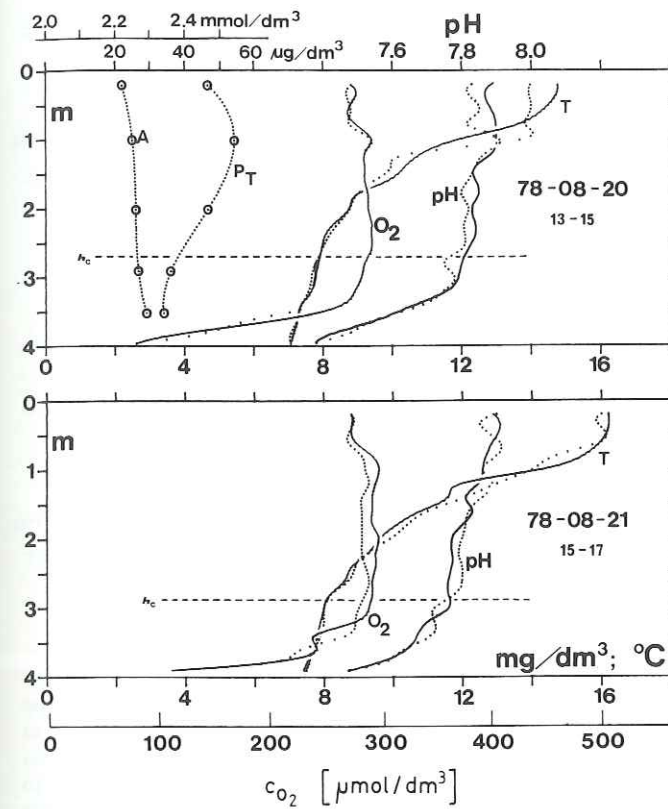 2.0 2.2 2.4 mmol/dm³ pH
20 40 60 µg/dm³ 7.6 7.8 8.0
0
m
1
2
3
4
A
P_T
O₂
pH
T
78-08-20
13-15
h_c
0 4 8 12 16
0
m
1
2
3
4
T
78-08-21
15-17
pH
h_c
O₂
mg/dm³; °C
0 4 8 12 16
0 100 200 300 400 500
c_O₂ [µmol/dm³]